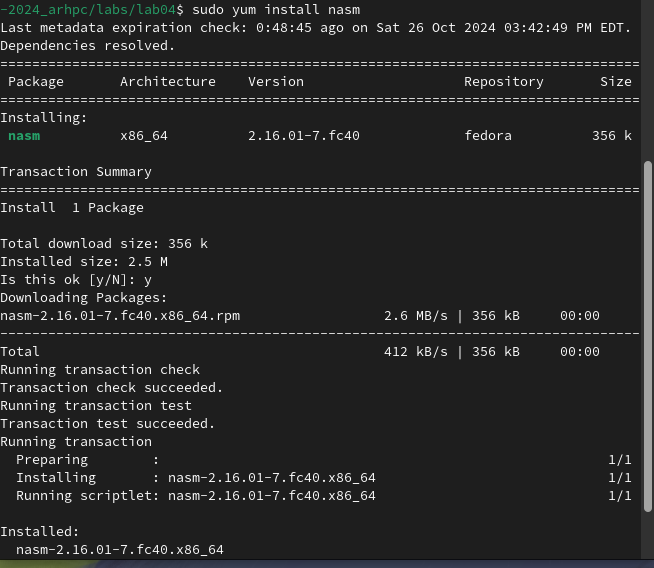 -2024_arhpc/labs/lab04$ sudo yum install nasm
Last metadata expiration check: 0:48:45 ago on Sat 26 Oct 2024 03:42:49 PM EDT.
Dependencies resolved.
================================================================================
Package Architecture Version Repository Size
================================================================================
Installing:
nasm x86_64 2.16.01-7.fc40 fedora 356 k
Transaction Summary
================================================================================
Install 1 Package
Total download size: 356 k
Installed size: 2.5 M
Is this ok [y/N]: y
Downloading Packages:
nasm-2.16.01-7.fc40.x86_64.rpm 2.6 MB/s | 356 kB 00:00
--------------------------------------------------------------------------------
Total 412 kB/s | 356 kB 00:00
Running transaction check
Transaction check succeeded.
Running transaction test
Transaction test succeeded.
Running transaction
Preparing : 1/1
Installing : nasm-2.16.01-7.fc40.x86_64 1/1
Running scriptlet: nasm-2.16.01-7.fc40.x86_64 1/1
Installed:
nasm-2.16.01-7.fc40.x86_64